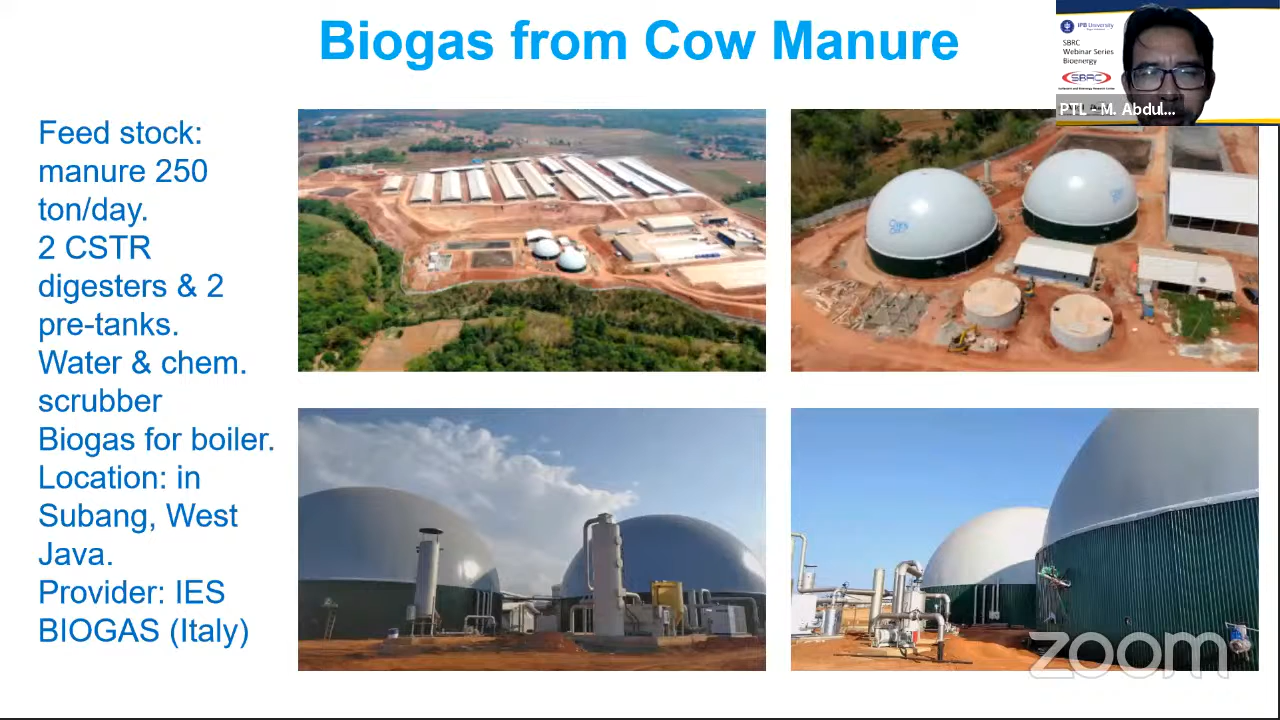 Biogas from Cow Manure
IPB University
SBRC
Webinar Series
Bioenergy
SBRC
PTL - M. Abdul...
Feed stock:
manure 250
ton/day.
2 CSTR
digesters & 2
pre-tanks.
Water & chem.
scrubber
Biogas for boiler.
Location: in
Subang, West
Java.
Provider: IES
BIOGAS (Italy)
zoom